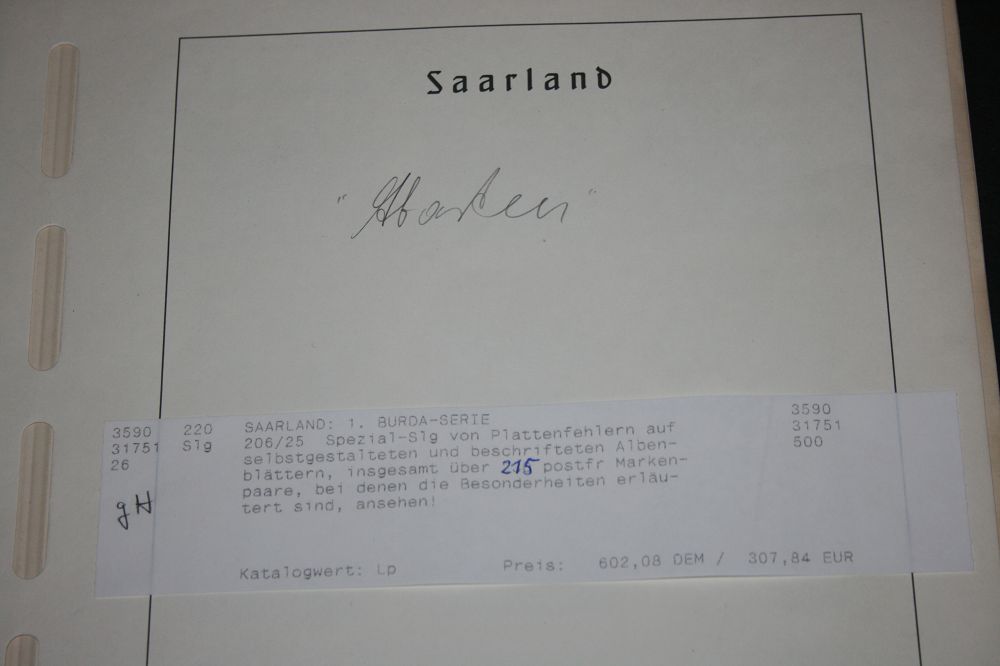 Saarland
"Abarten"
3590 220 SAARLAND: 1. BURDA-SERIE 3590
31751 Slg 206/25 Spezial-Slg von Plattenfehlern auf 31751
26 selbstgestalteten und beschrifteten Alben- 500
blättern, insgesamt über 215 postfr Marken-
gH paare, bei denen die Besonderheiten erläu-
tert sind, ansehen!
Katalogwert: Lp Preis: 602,08 DEM / 307,84 EUR